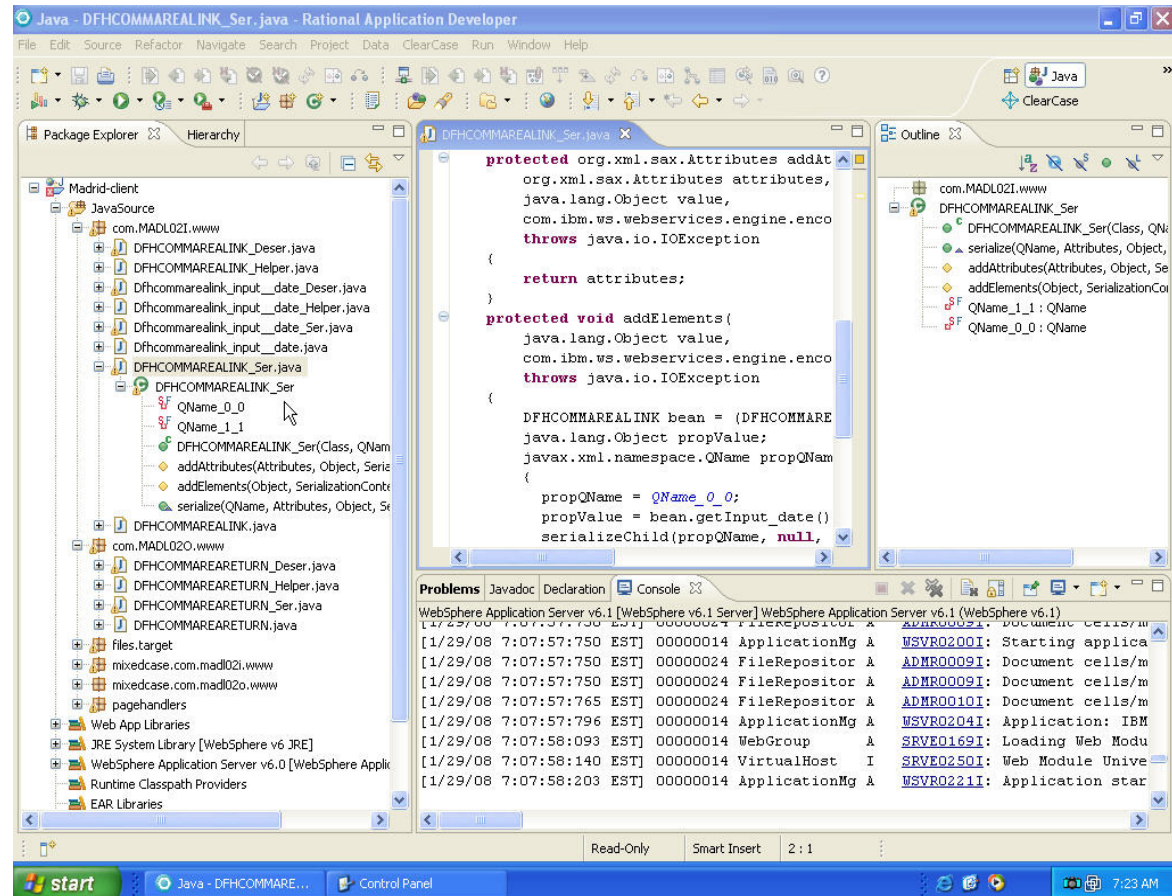 Java - DFHCOMMAREALINK_Ser.java - Rational Application Developer
File Edit Source Refactor Navigate Search Project Data ClearCase Run Window Help
Java
ClearCase
Package Explorer Hierarchy
Madrid-client
JavaSource
com.MADL02I.www
DFHCOMMAREALINK_Deser.java
DFHCOMMAREALINK_Helper.java
Dfhcommarealink_input__date_Deser.java
Dfhcommarealink_input__date_Helper.java
Dfhcommarealink_input__date_Ser.java
Dfhcommarealink_input__date.java
DFHCOMMAREALINK_Ser.java
DFHCOMMAREALINK_Ser
QName_0_0
QName_1_1
DFHCOMMAREALINK_Ser(Class, QNam
addAttributes(Attributes, Object, Seria
addElements(Object, SerializationConte
serialize(QName, Attributes, Object, Se
DFHCOMMAREALINK.java
com.MADL02O.www
DFHCOMMAREARETURN_Deser.java
DFHCOMMAREARETURN_Helper.java
DFHCOMMAREARETURN_Ser.java
DFHCOMMAREARETURN.java
files.target
mixedcase.com.madl02i.www
mixedcase.com.madl02o.www
pagehandlers
Web App Libraries
JRE System Library [WebSphere v6 JRE]
WebSphere Application Server v6.0 [WebSphere Applic
Runtime Classpath Providers
EAR Libraries
DFHCOMMAREALINK_Ser.java
protected org.xml.sax.Attributes addAt
org.xml.sax.Attributes attributes,
java.lang.Object value,
com.ibm.ws.webservices.engine.enco
throws java.io.IOException
{
return attributes;
}
protected void addElements(
java.lang.Object value,
com.ibm.ws.webservices.engine.enco
throws java.io.IOException
{
DFHCOMMAREALINK bean = (DFHCOMMARE
java.lang.Object propValue;
javax.xml.namespace.QName propQNam
{
propQName = QName_0_0;
propValue = bean.getInput_date()
serializeChild(propQName, null,
Outline
com.MADL02I.www
DFHCOMMAREALINK_Ser
DFHCOMMAREALINK_Ser(Class, QNa
serialize(QName, Attributes, Object,
addAttributes(Attributes, Object, Se
addElements(Object, SerializationCon
QName_1_1 : QName
QName_0_0 : QName
Problems Javadoc Declaration Console
WebSphere Application Server v6.1 [WebSphere v6.1 Server] WebSphere Application Server v6.1 (WebSphere v6.1)
[1/29/08 7:07:57:750 EST] 00000024 FileRepositor A ADMR0009I: Document cells/m
[1/29/08 7:07:57:750 EST] 00000014 ApplicationMg A WSVR0200I: Starting applica
[1/29/08 7:07:57:750 EST] 00000024 FileRepositor A ADMR0009I: Document cells/m
[1/29/08 7:07:57:765 EST] 00000024 FileRepositor A ADMR0010I: Document cells/m
[1/29/08 7:07:57:796 EST] 00000014 ApplicationMg A WSVR0204I: Application: IBM
[1/29/08 7:07:58:093 EST] 00000014 WebGroup A SRVE0169I: Loading Web Modu
[1/29/08 7:07:58:140 EST] 00000014 VirtualHost I SRVE0250I: Web Module Unive
[1/29/08 7:07:58:203 EST] 00000014 ApplicationMg A WSVR0221I: Application star
Read-Only Smart Insert 2 : 1
start Java - DFHCOMMARE... Control Panel 7:23 AM